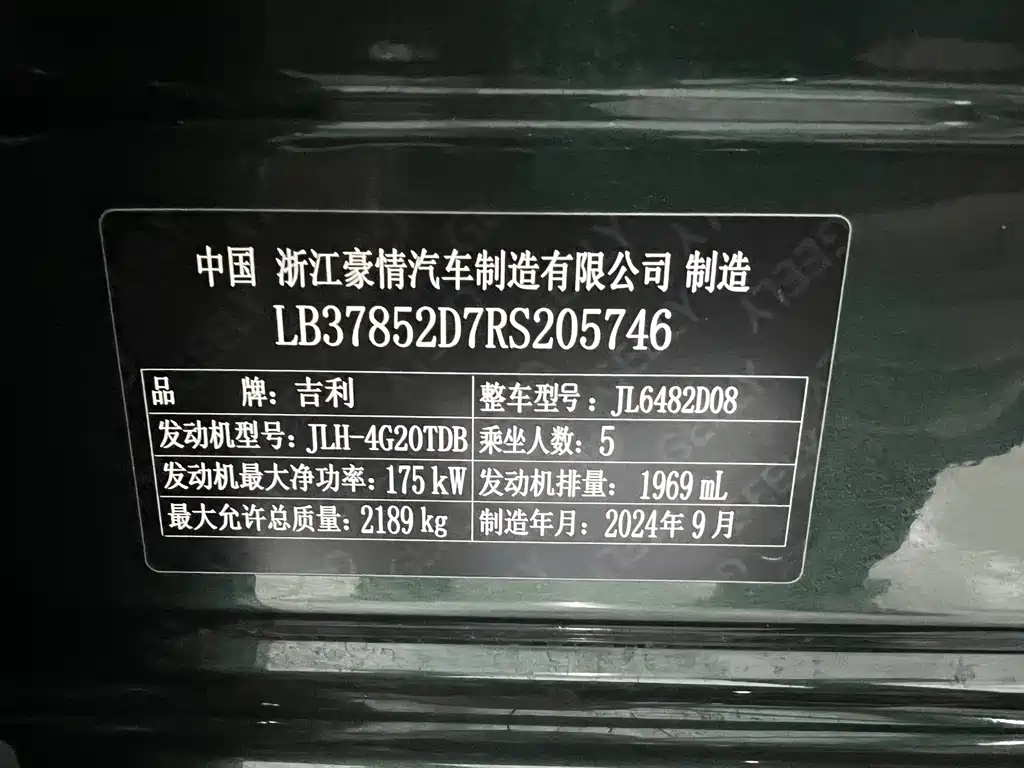 中国 浙江豪情汽车制造有限公司 制造
LB37852D7RS205746
品 牌: 吉利 整车型号: JL6482D08
发动机型号: JLH-4G20TDB 乘坐人数: 5
发动机最大净功率: 175 kW 发动机排量: 1969 mL
最大允许总质量: 2189 kg 制造年月: 2024年 9 月
GEELY